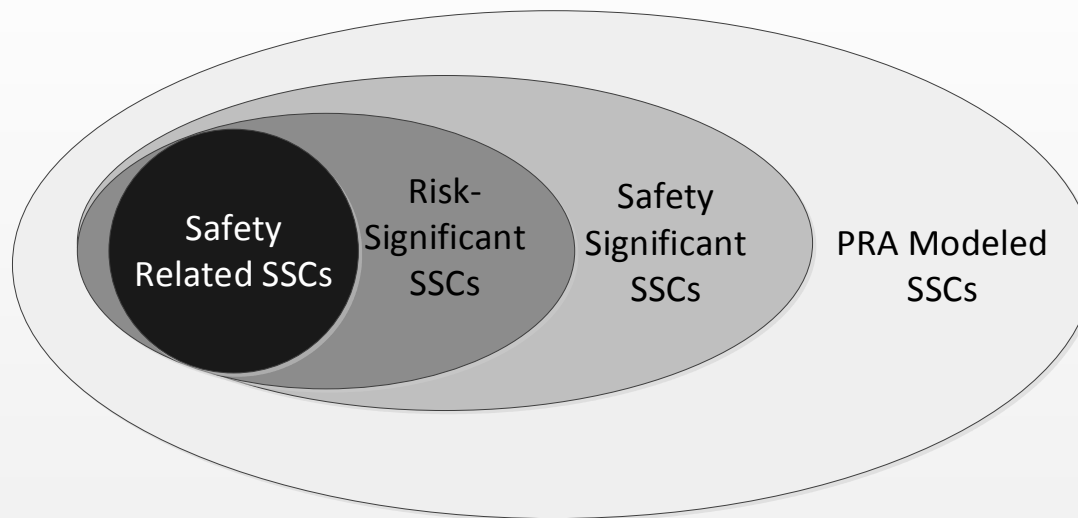 Safety
Related SSCs
Risk-
Significant
SSCs
Safety
Significant
SSCs
PRA Modeled
SSCs